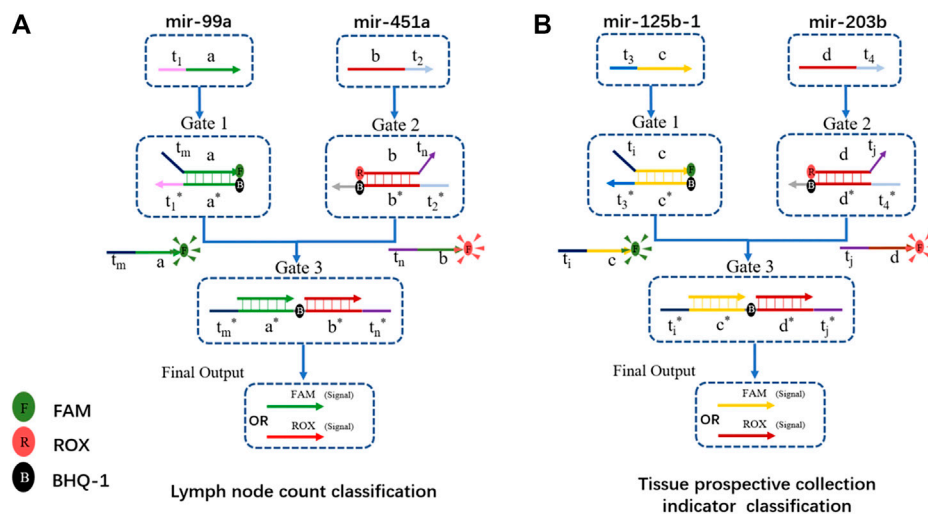 A
mir-99a
mir-451a
t1 a
b t2
Gate 1
Gate 2
tm a
F
B
t1* a*
b tn
R
B
b* t2*
tm a F
tn b F
Gate 3
B
tm* a* b* tn*
Final Output
FAM (Signal)
OR
ROX (Signal)
F FAM
R ROX
B BHQ-1
Lymph node count classification
B
mir-125b-1
mir-203b
t3 c
d t4
Gate 1
Gate 2
ti c
F
B
t3* c*
d tj
R
B
d* t4*
ti c F
tj d F
Gate 3
B
ti* c* d* tj*
Final Output
FAM (Signal)
OR
ROX (Signal)
Tissue prospective collection
indicator classification